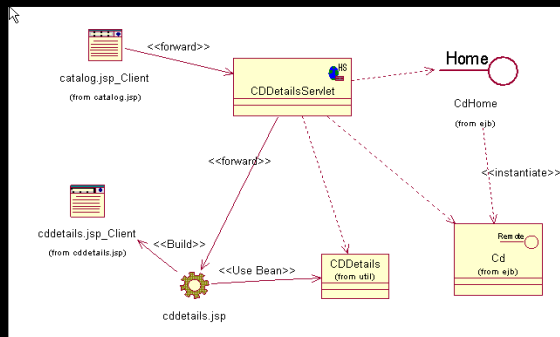 <<forward>>
HS
Home
catalog.jsp_Client
(from catalog.jsp)
CDDetailsServlet
CdHome
(from ejb)
<<forward>>
<<instantiate>>
cddetails.jsp_Client
(from cddetails.jsp)
<<Build>>
<<Use Bean>>
CDDetails
(from util)
Remote
Cd
(from ejb)
cddetails.jsp